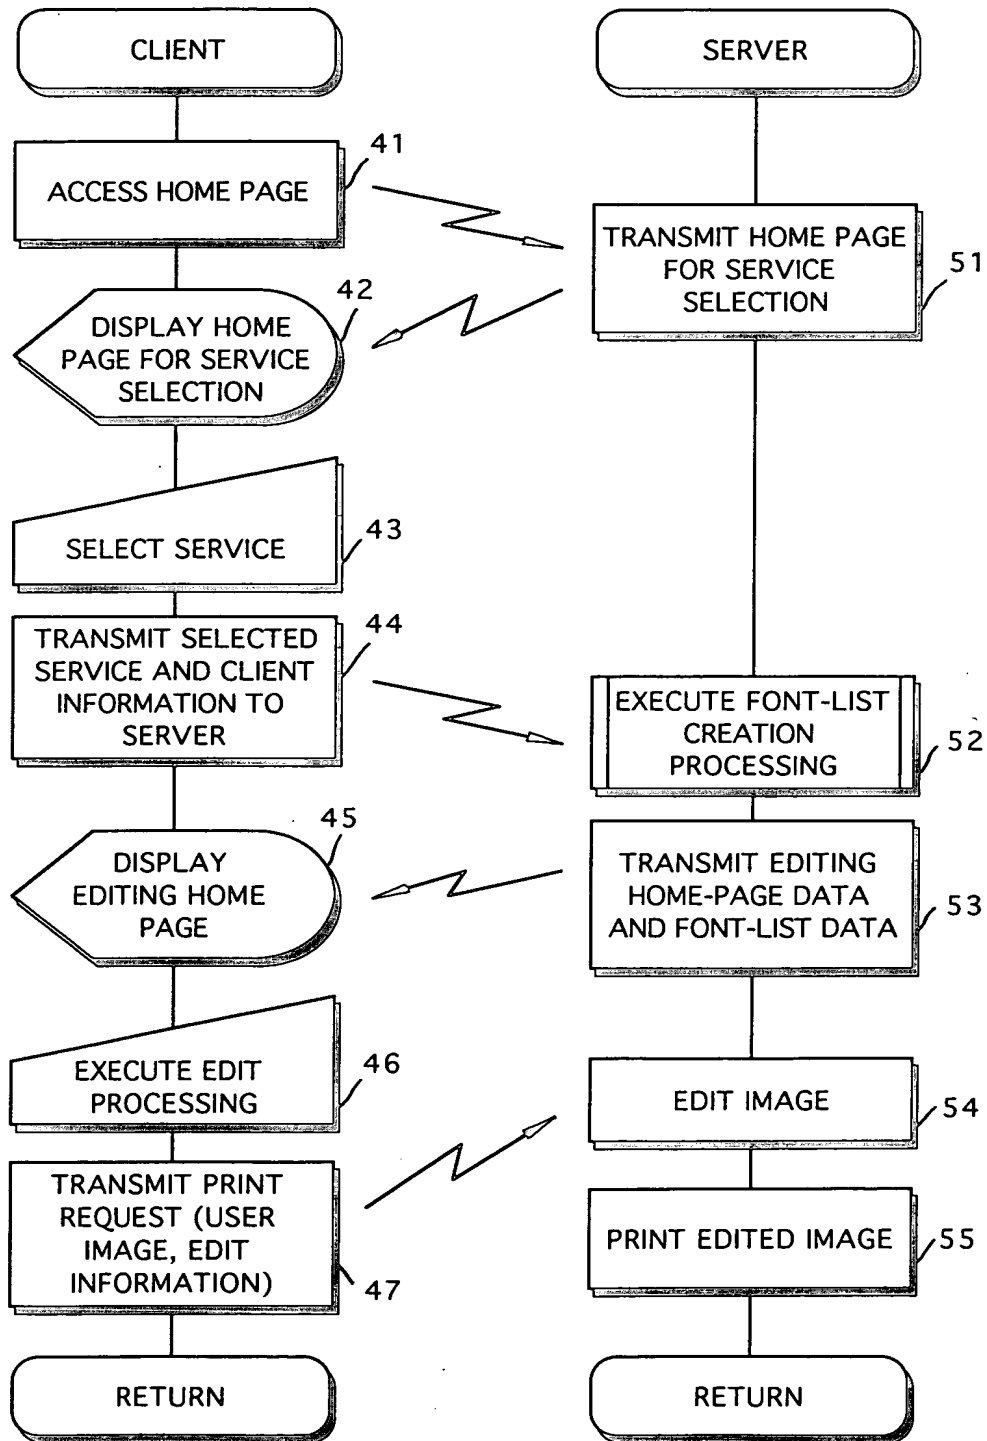 CLIENT
SERVER
41
ACCESS HOME PAGE
TRANSMIT HOME PAGE
FOR SERVICE
SELECTION
51
42
DISPLAY HOME
PAGE FOR SERVICE
SELECTION
SELECT SERVICE
43
TRANSMIT SELECTED
SERVICE AND CLIENT
INFORMATION TO
SERVER
44
EXECUTE FONT-LIST
CREATION
PROCESSING
52
45
DISPLAY
EDITING HOME
PAGE
TRANSMIT EDITING
HOME-PAGE DATA
AND FONT-LIST DATA
53
EXECUTE EDIT
PROCESSING
46
EDIT IMAGE
54
TRANSMIT PRINT
REQUEST (USER
IMAGE, EDIT
INFORMATION)
47
PRINT EDITED IMAGE
55
RETURN
RETURN